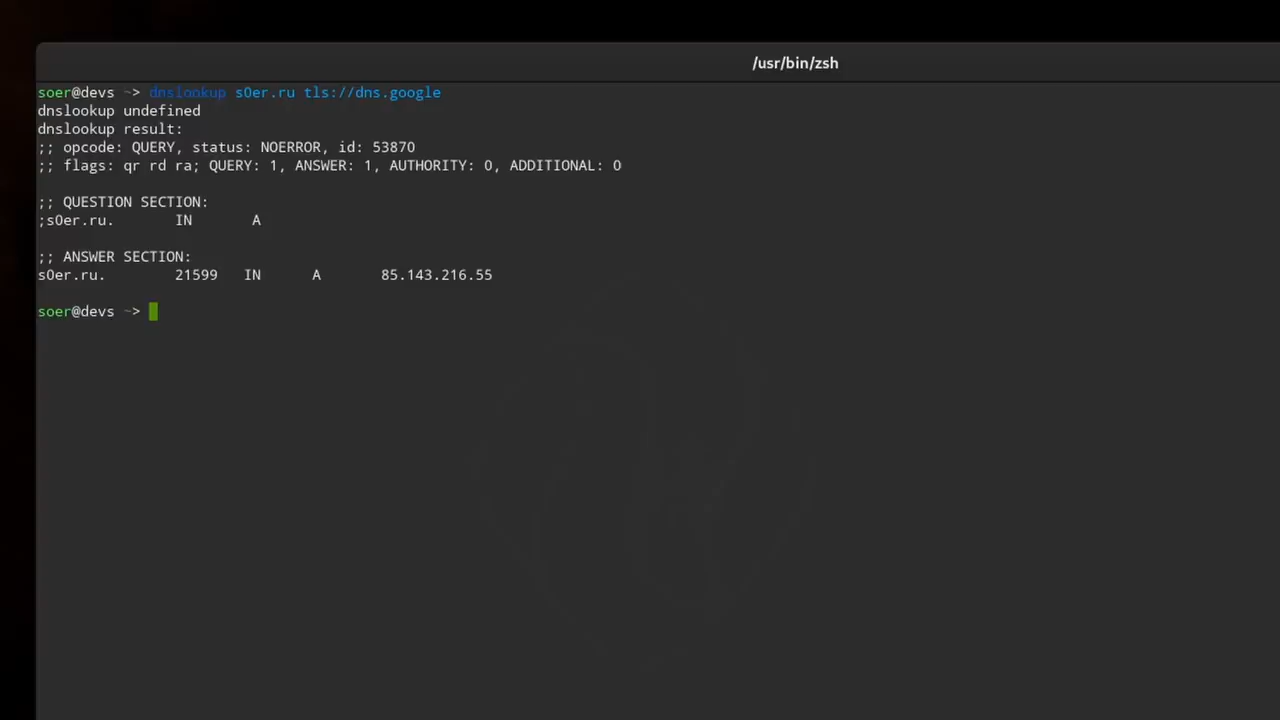 /usr/bin/zsh
soer@devs ~> dnslookup s0er.ru tls://dns.google
dnslookup undefined
dnslookup result:
;; opcode: QUERY, status: NOERROR, id: 53870
;; flags: qr rd ra; QUERY: 1, ANSWER: 1, AUTHORITY: 0, ADDITIONAL: 0
;; QUESTION SECTION:
;s0er.ru. IN A
;; ANSWER SECTION:
s0er.ru. 21599 IN A 85.143.216.55
soer@devs ~>